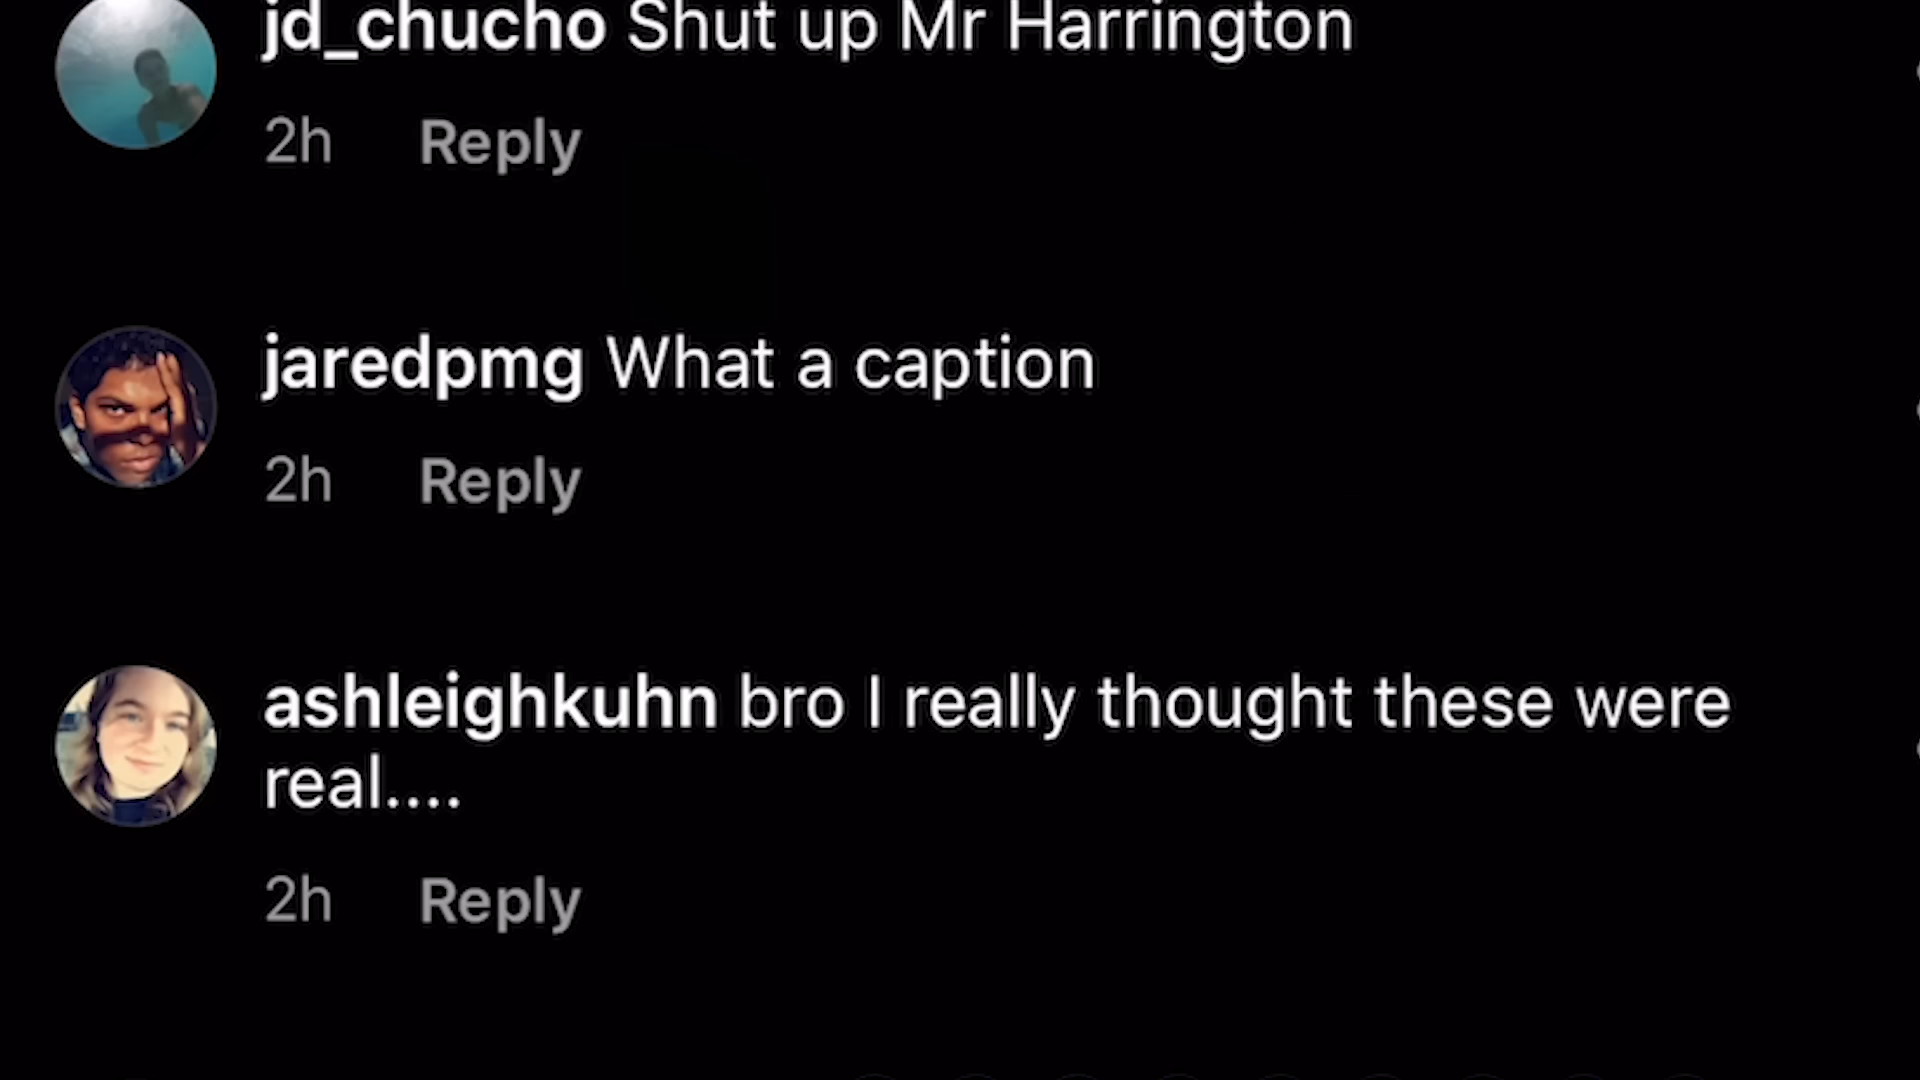 jd_chucho Shut up Mr Harrington
2h Reply
jaredpmg What a caption
2h Reply
ashleighkuhn bro I really thought these were
real....
2h Reply